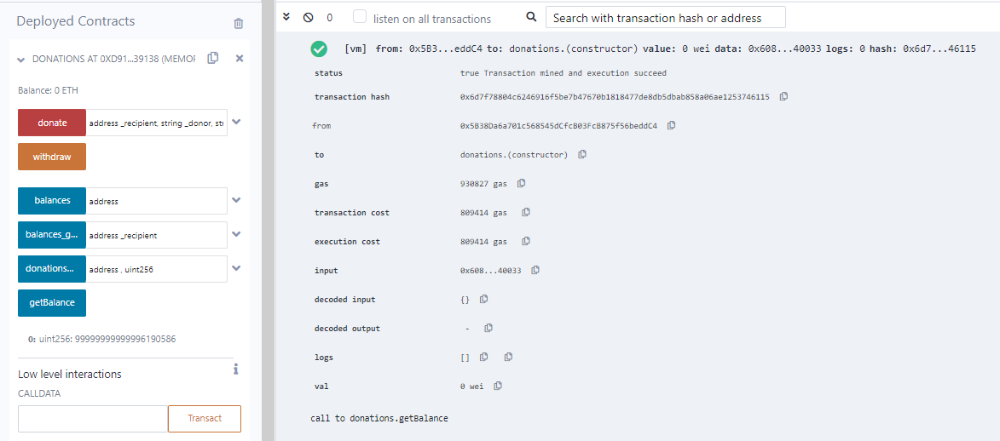 Deployed Contracts
DONATIONS AT 0XD91...39138 (MEMOR
Balance: 0 ETH
donate address _recipient, string _donor, str
withdraw
balances address
balances_g... address _recipient
donations... address , uint256
getBalance
0: uint256: 99999999999996190586
Low level interactions
CALLDATA
Transact
0 listen on all transactions Search with transaction hash or address
[vm] from: 0x5B3...eddC4 to: donations.(constructor) value: 0 wei data: 0x608...40033 logs: 0 hash: 0x6d7...46115
status true Transaction mined and execution succeed
transaction hash 0x6d7f78804c6246916f5be7b47670b1818477de8db5dbab858a06ae1253746115
from 0x5B38Da6a701c568545dCfcB03FcB875f56beddC4
to donations.(constructor)
gas 930827 gas
transaction cost 809414 gas
execution cost 809414 gas
input 0x608...40033
decoded input {}
decoded output -
logs []
val 0 wei
call to donations.getBalance